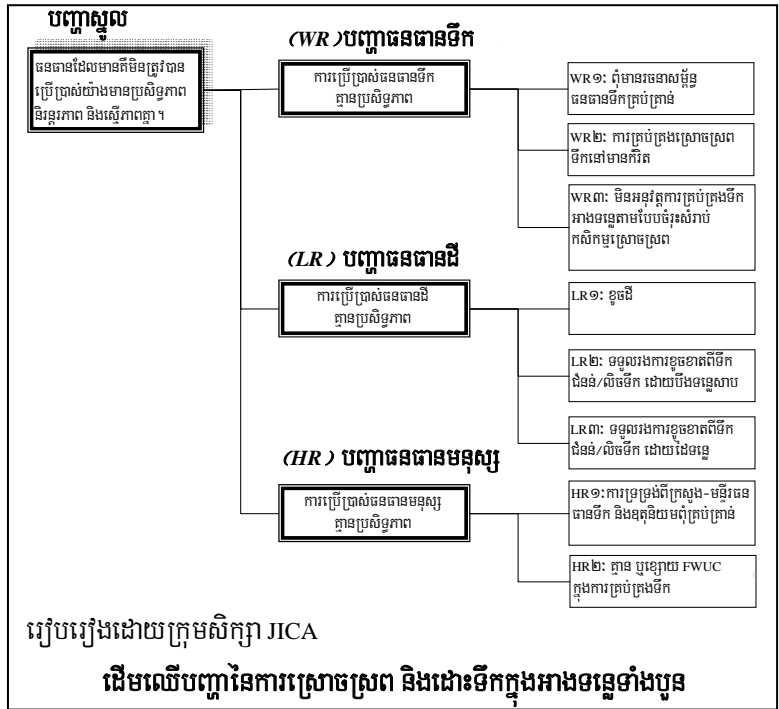 បញ្ហាស្នូល
ធនធានដែលមានគឺមិនត្រូវបាន
ប្រើប្រាស់យ៉ាងមានប្រសិទ្ធភាព
និរន្តរភាព និងស្មើភាពគ្នា។
(WR )បញ្ហាធនធានទឹក
ការប្រើប្រាស់ធនធានទឹក
គ្មានប្រសិទ្ធភាព
WR១: ពុំមានរចនាសម្ព័ន្ធ
ធនធានទឹកគ្រប់គ្រាន់
WR២: ការគ្រប់គ្រងស្រោចស្រព
ទឹកនៅមានកំរិត
WR៣: មិនអនុវត្តការគ្រប់គ្រងទឹក
អាងទន្លេតាមបែបចំរុះសំរាប់
កសិកម្មស្រោចស្រព
(LR ) បញ្ហាធនធានដី
ការប្រើប្រាស់ធនធានដី
គ្មានប្រសិទ្ធភាព
LR១: ខូចដី
LR២: ទទួលរងការខូចខាតពីទឹក
ជំនន់/លិចទឹក ដោយបឹងទន្លេសាប
LR៣: ទទួលរងការខូចខាតពីទឹក
ជំនន់/លិចទឹក ដោយដៃទន្លេ
(HR ) បញ្ហាធនធានមនុស្ស
ការប្រើប្រាស់ធនធានមនុស្ស
គ្មានប្រសិទ្ធភាព
HR១:ការទ្រទ្រង់ពីក្រសួង-មន្ទីរធន
ធានទឹក និងឧតុនិយមពុំគ្រប់គ្រាន់
HR២: គ្មាន ឬខ្សោយ FWUC
ក្នុងការគ្រប់គ្រងទឹក
រៀបរៀងដោយក្រុមសិក្សា JICA
ដើមឈើបញ្ហានៃការស្រោចស្រព និងដោះទឹកក្នុងអាងទន្លេទាំងបួន